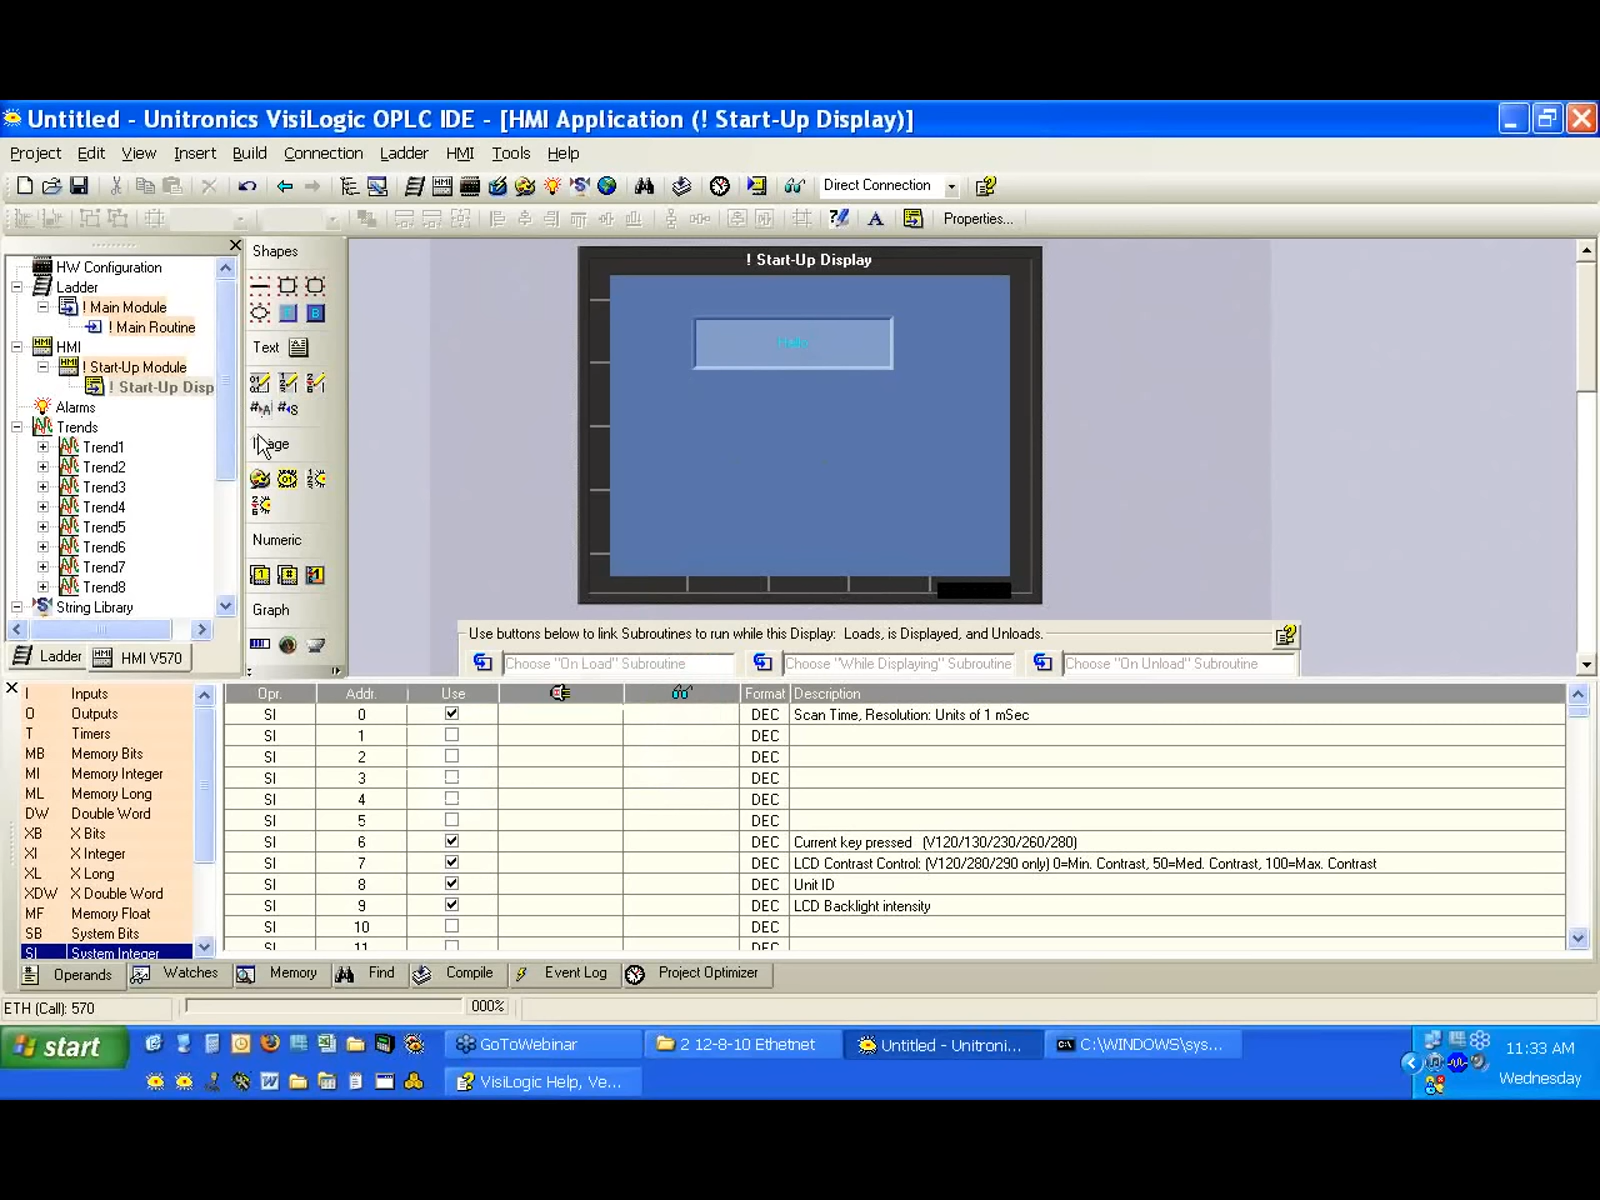 Untitled - Unitronics VisiLogic OPLC IDE - [HMI Application (! Start-Up Display)]
Project Edit View Insert Build Connection Ladder HMI Tools Help
Direct Connection
Properties...
HW Configuration
Ladder
! Main Module
! Main Routine
HMI
! Start-Up Module
! Start-Up Disp
Alarms
Trends
Trend1
Trend2
Trend3
Trend4
Trend5
Trend6
Trend7
Trend8
String Library
Ladder HMI V570
Shapes
Text
Numeric
Graph
! Start-Up Display
Hello
Use buttons below to link Subroutines to run while this Display: Loads, is Displayed, and Unloads.
Choose "On Load" Subroutine Choose "While Displaying" Subroutine Choose "On Unload" Subroutine
I Inputs
O Outputs
T Timers
MB Memory Bits
MI Memory Integer
ML Memory Long
DW Double Word
XB X Bits
XI X Integer
XL X Long
XDW X Double Word
MF Memory Float
SB System Bits
SI System Integer
Opr. Addr. Use Format Description
SI 0 DEC Scan Time, Resolution: Units of 1 mSec
SI 1 DEC
SI 2 DEC
SI 3 DEC
SI 4 DEC
SI 5 DEC
SI 6 DEC Current key pressed (V120/130/230/260/280)
SI 7 DEC LCD Contrast Control: (V120/280/290 only) 0=Min. Contrast, 50=Med. Contrast, 100=Max. Contrast
SI 8 DEC Unit ID
SI 9 DEC LCD Backlight intensity
SI 10 DEC
SI 11 DEC
Operands Watches Memory Find Compile Event Log Project Optimizer
ETH (Call): 570 000%
start GoToWebinar 2 12-8-10 Ethetnet Untitled - Unitroni... C:\WINDOWS\sys... 11:33 AM
VisiLogic Help, Ve... Wednesday